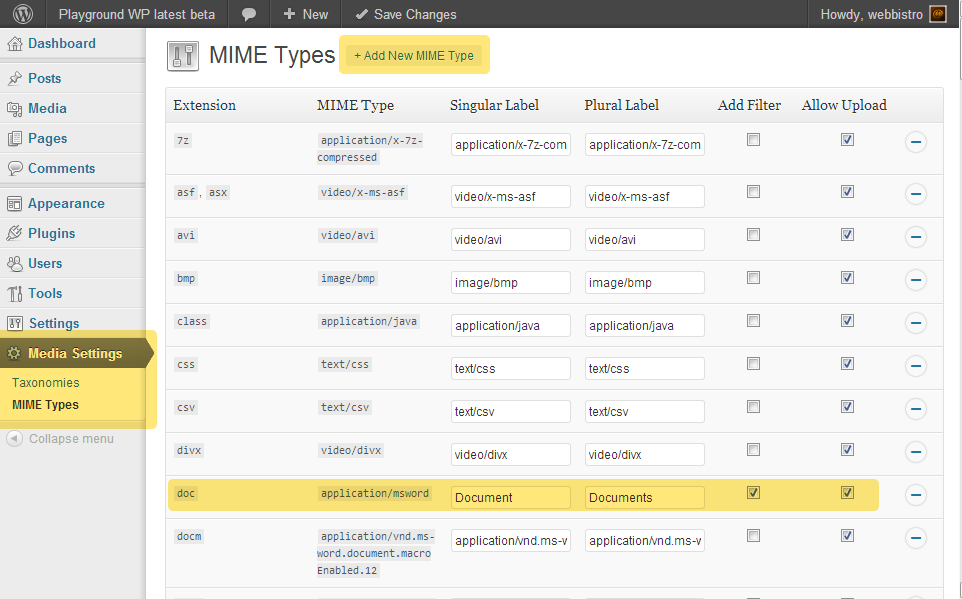 Playground WP latest beta + New Save Changes Howdy, webbistro
Dashboard
Posts
Media
Pages
Comments
Appearance
Plugins
Users
Tools
Settings
Media Settings
Taxonomies
MIME Types
Collapse menu
MIME Types + Add New MIME Type
Extension MIME Type Singular Label Plural Label Add Filter Allow Upload
7z application/x-7z- application/x-7z-com application/x-7z-com
compressed
asf , asx video/x-ms-asf video/x-ms-asf video/x-ms-asf
avi video/avi video/avi video/avi
bmp image/bmp image/bmp image/bmp
class application/java application/java application/java
css text/css text/css text/css
csv text/csv text/csv text/csv
divx video/divx video/divx video/divx
doc application/msword Document Documents
docm application/vnd.ms- application/vnd.ms-w application/vnd.ms-w
word.document.macro
Enabled.12